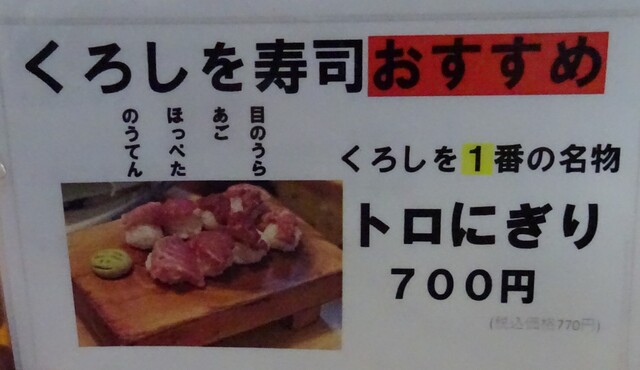 くろしを寿司おすすめ
目のうら
あご
ほっぺた
のうてん
くろしを1番の名物
トロにぎり
700円
(税込価格770円)